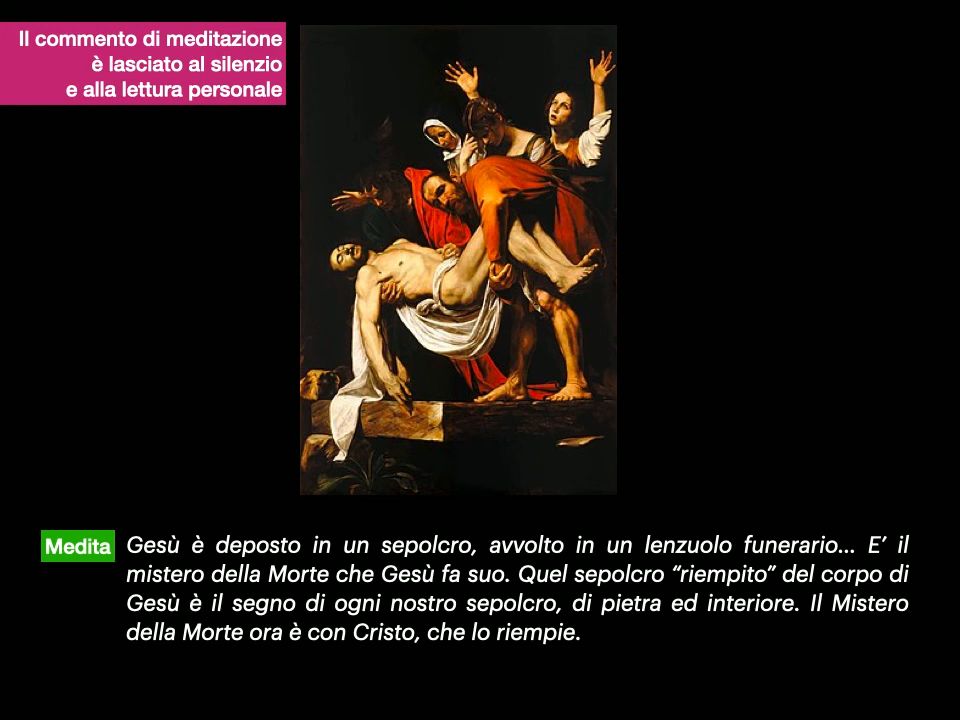 Il commento di meditazione
è lasciato al silenzio
e alla lettura personale
Medita
Gesù è deposto in un sepolcro, avvolto in un lenzuolo funerario... E’ il
mistero della Morte che Gesù fa suo. Quel sepolcro “riempito” del corpo di
Gesù è il segno di ogni nostro sepolcro, di pietra ed interiore. Il Mistero
della Morte ora è con Cristo, che lo riempie.